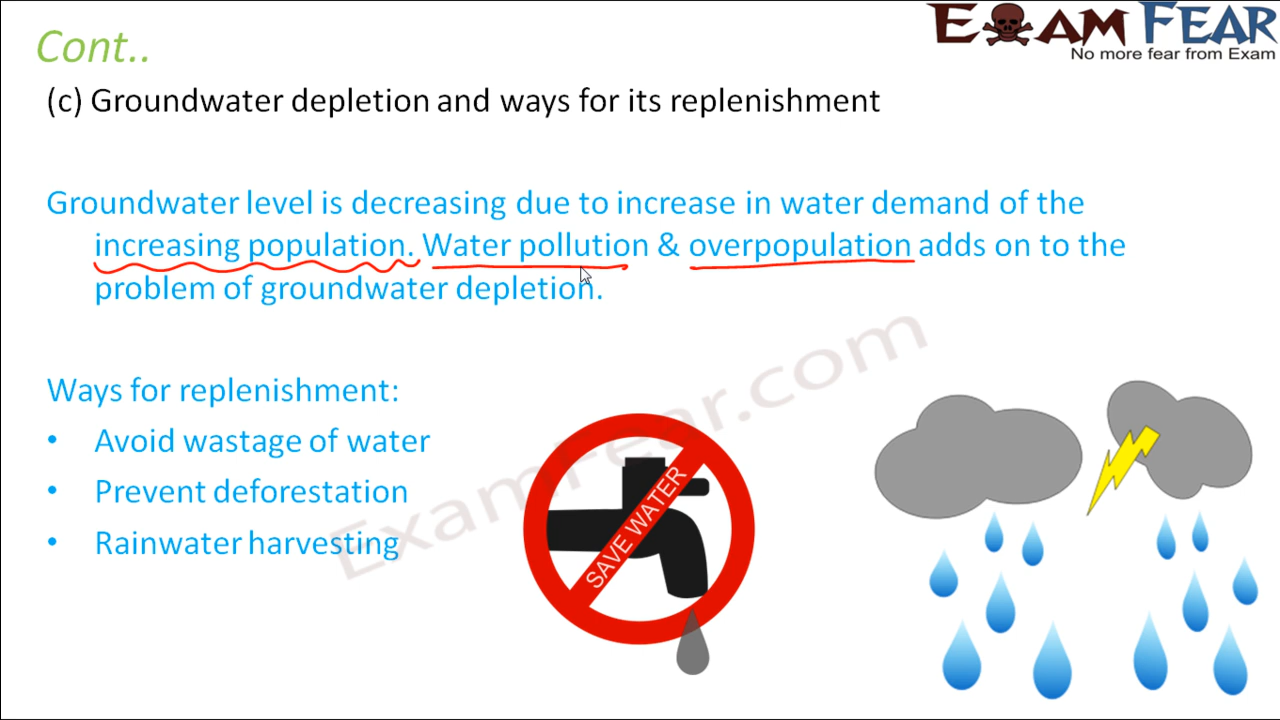 Cont..
EXAM FEAR
No more fear from Exam
(c) Groundwater depletion and ways for its replenishment
Groundwater level is decreasing due to increase in water demand of the
increasing population. Water pollution & overpopulation adds on to the
problem of groundwater depletion.
Ways for replenishment:
• Avoid wastage of water
• Prevent deforestation
• Rainwater harvesting
SAVE WATER
ExamFear.com